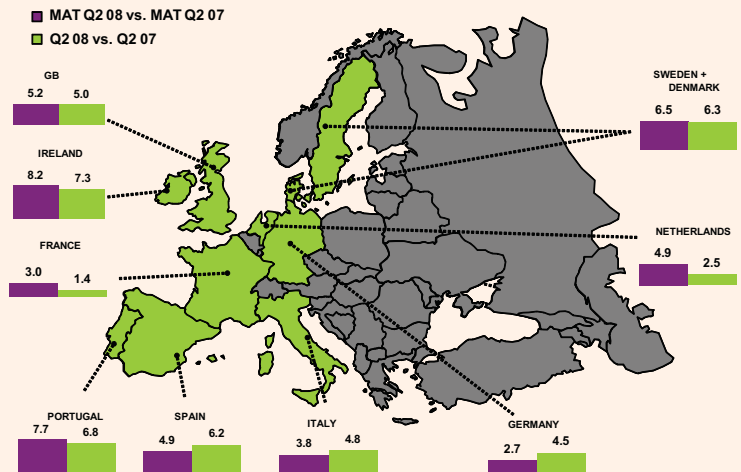 MAT Q2 08 vs. MAT Q2 07
Q2 08 vs. Q2 07
GB
5.2 5.0
IRELAND
8.2 7.3
FRANCE
3.0 1.4
SWEDEN +
DENMARK
6.5 6.3
NETHERLANDS
4.9 2.5
PORTUGAL
7.7 6.8
SPAIN
4.9 6.2
ITALY
3.8 4.8
GERMANY
2.7 4.5